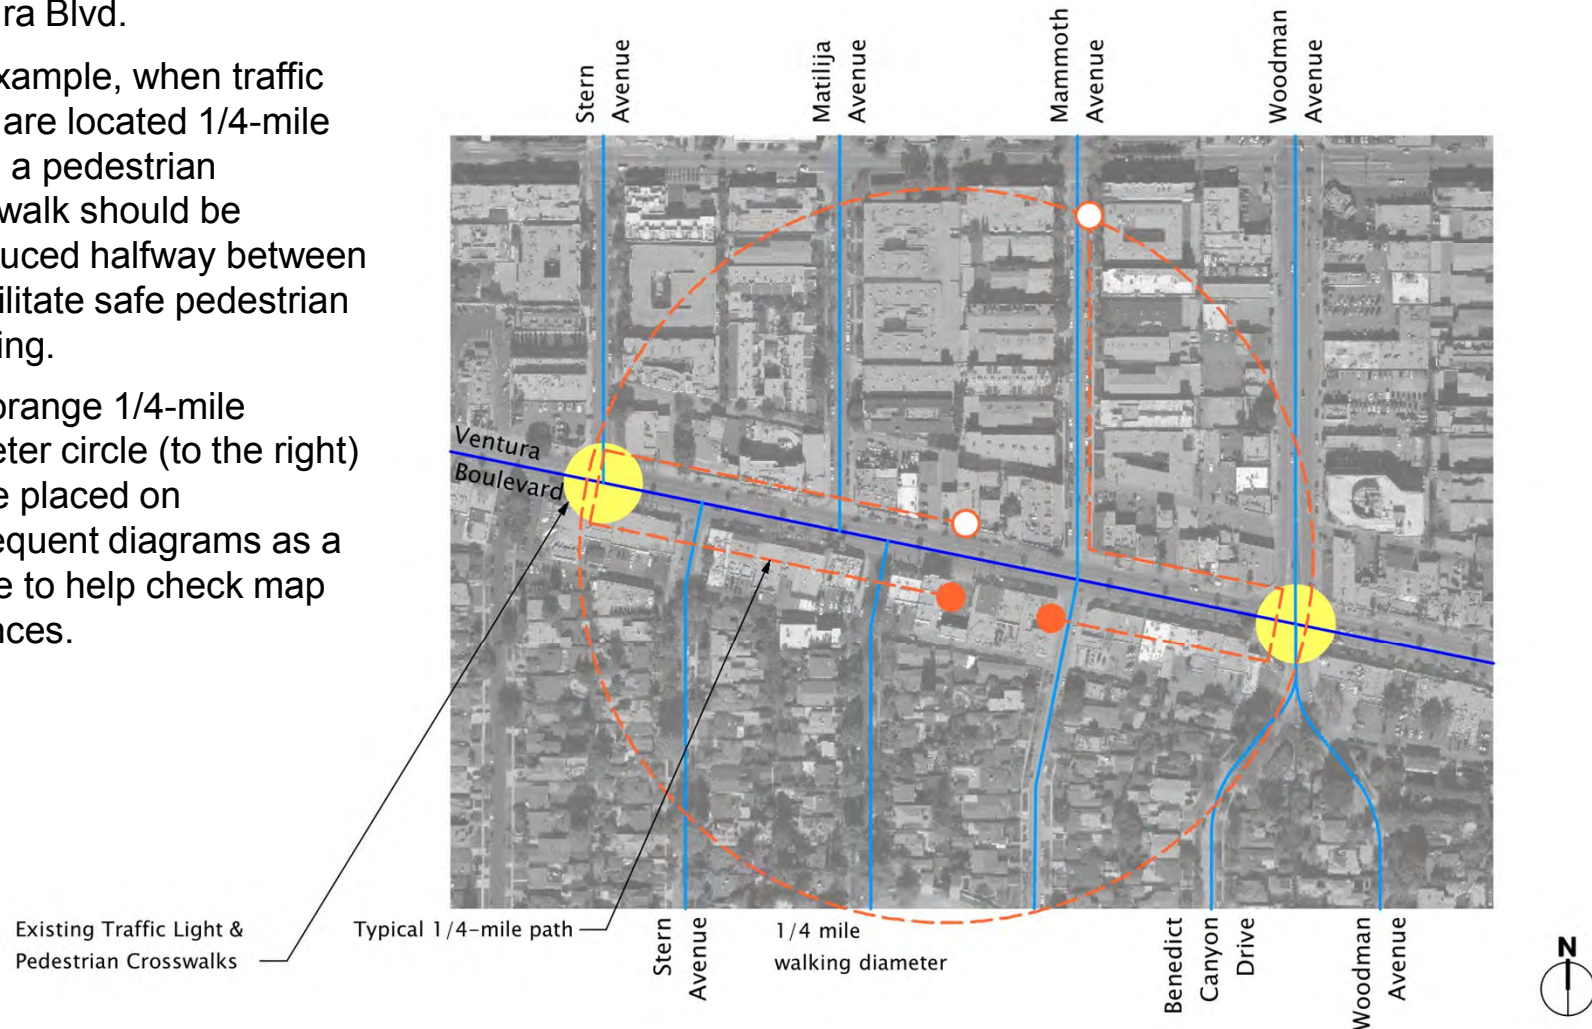 ra Blvd.
xample, when traffic
are located 1/4-mile
a pedestrian
walk should be
uced halfway between
ilitate safe pedestrian
ing.
orange 1/4-mile
eter circle (to the right)
e placed on
equent diagrams as a
e to help check map
nces.
Stern
Avenue
Matilija
Avenue
Mammoth
Avenue
Woodman
Avenue
Ventura
Boulevard
Existing Traffic Light &
Pedestrian Crosswalks
Typical 1/4-mile path
1/4 mile
walking diameter
Stern
Avenue
Benedict
Canyon
Drive
Woodman
Avenue
N